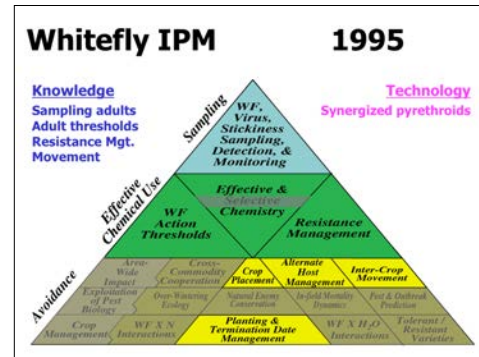 Whitefly IPM 1995
Knowledge
Sampling adults
Adult thresholds
Resistance Mgt.
Movement
Technology
Synergized pyrethroids
Sampling
WF,
Virus,
Stickiness
Sampling,
Detection, &
Monitoring
Effective Chemical Use
WF
Action
Thresholds
Effective &
Selective
Chemistry
Resistance
Management
Avoidance
Area-
Wide
Impact
Cross-
Commodity
Cooperation
Crop
Placement
Alternate
Host
Management
Inter-Crop
Movement
Exploitation
of Pest
Biology
Over-Wintering
Ecology
Natural Enemy
Conservation
In-field Mortality
Dynamics
Pest & Outbreak
Prediction
Crop
Management
WF X N
Interactions
Planting &
Termination Date
Management
WF X H₂O
Interactions
Tolerant /
Resistant
Varieties